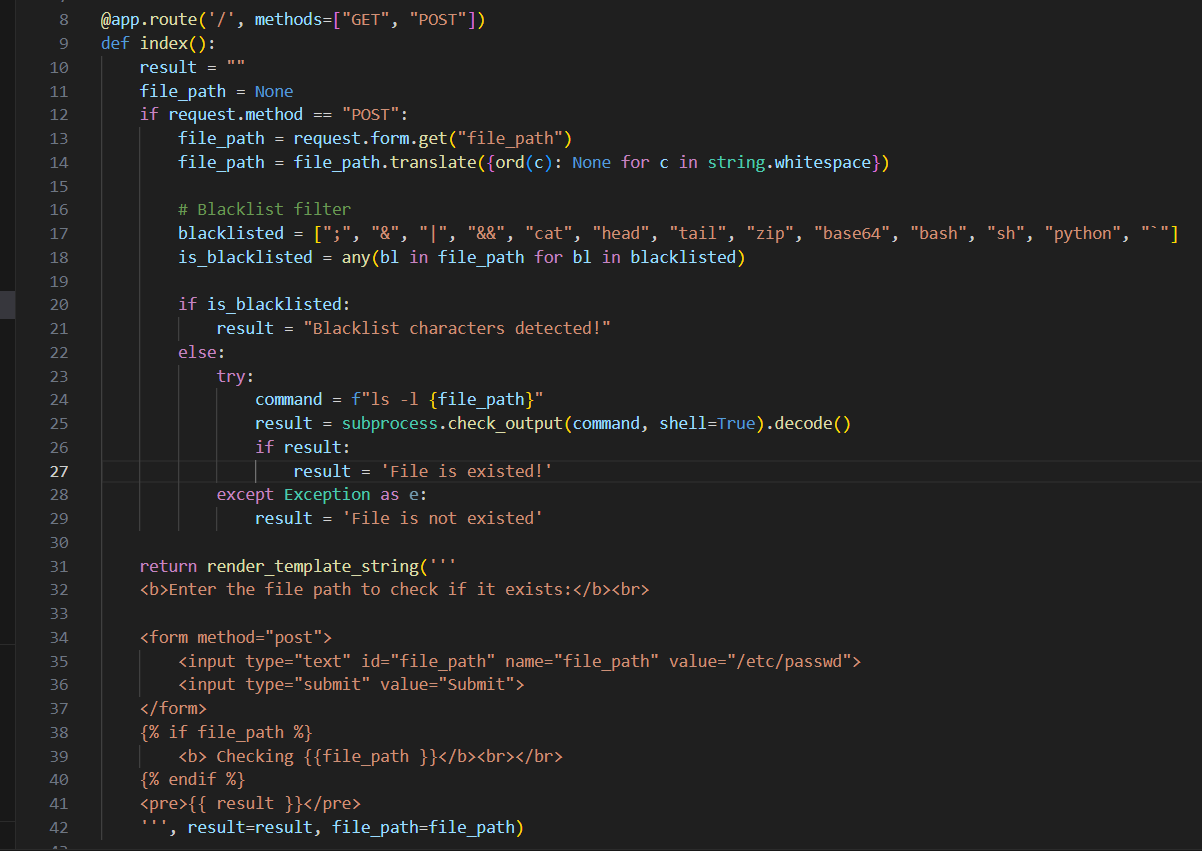 8 @app.route('/', methods=["GET", "POST"])
9 def index():
10     result = ""
11     file_path = None
12     if request.method == "POST":
13         file_path = request.form.get("file_path")
14         file_path = file_path.translate({ord(c): None for c in string.whitespace})
15
16         # Blacklist filter
17         blacklisted = [";", "&", "|", "&&", "cat", "head", "tail", "zip", "base64", "bash", "sh", "python", "`"]
18         is_blacklisted = any(bl in file_path for bl in blacklisted)
19
20         if is_blacklisted:
21             result = "Blacklist characters detected!"
22         else:
23             try:
24                 command = f"ls -l {file_path}"
25                 result = subprocess.check_output(command, shell=True).decode()
26                 if result:
27                     result = 'File is existed!'
28             except Exception as e:
29                 result = 'File is not existed'
30
31     return render_template_string('''
32     <b>Enter the file path to check if it exists:</b><br>
33
34     <form method="post">
35         <input type="text" id="file_path" name="file_path" value="/etc/passwd">
36         <input type="submit" value="Submit">
37     </form>
38     {% if file_path %}
39         <b> Checking {{file_path }}</b><br></br>
40     {% endif %}
41     <pre>{{ result }}</pre>
42     ''', result=result, file_path=file_path)